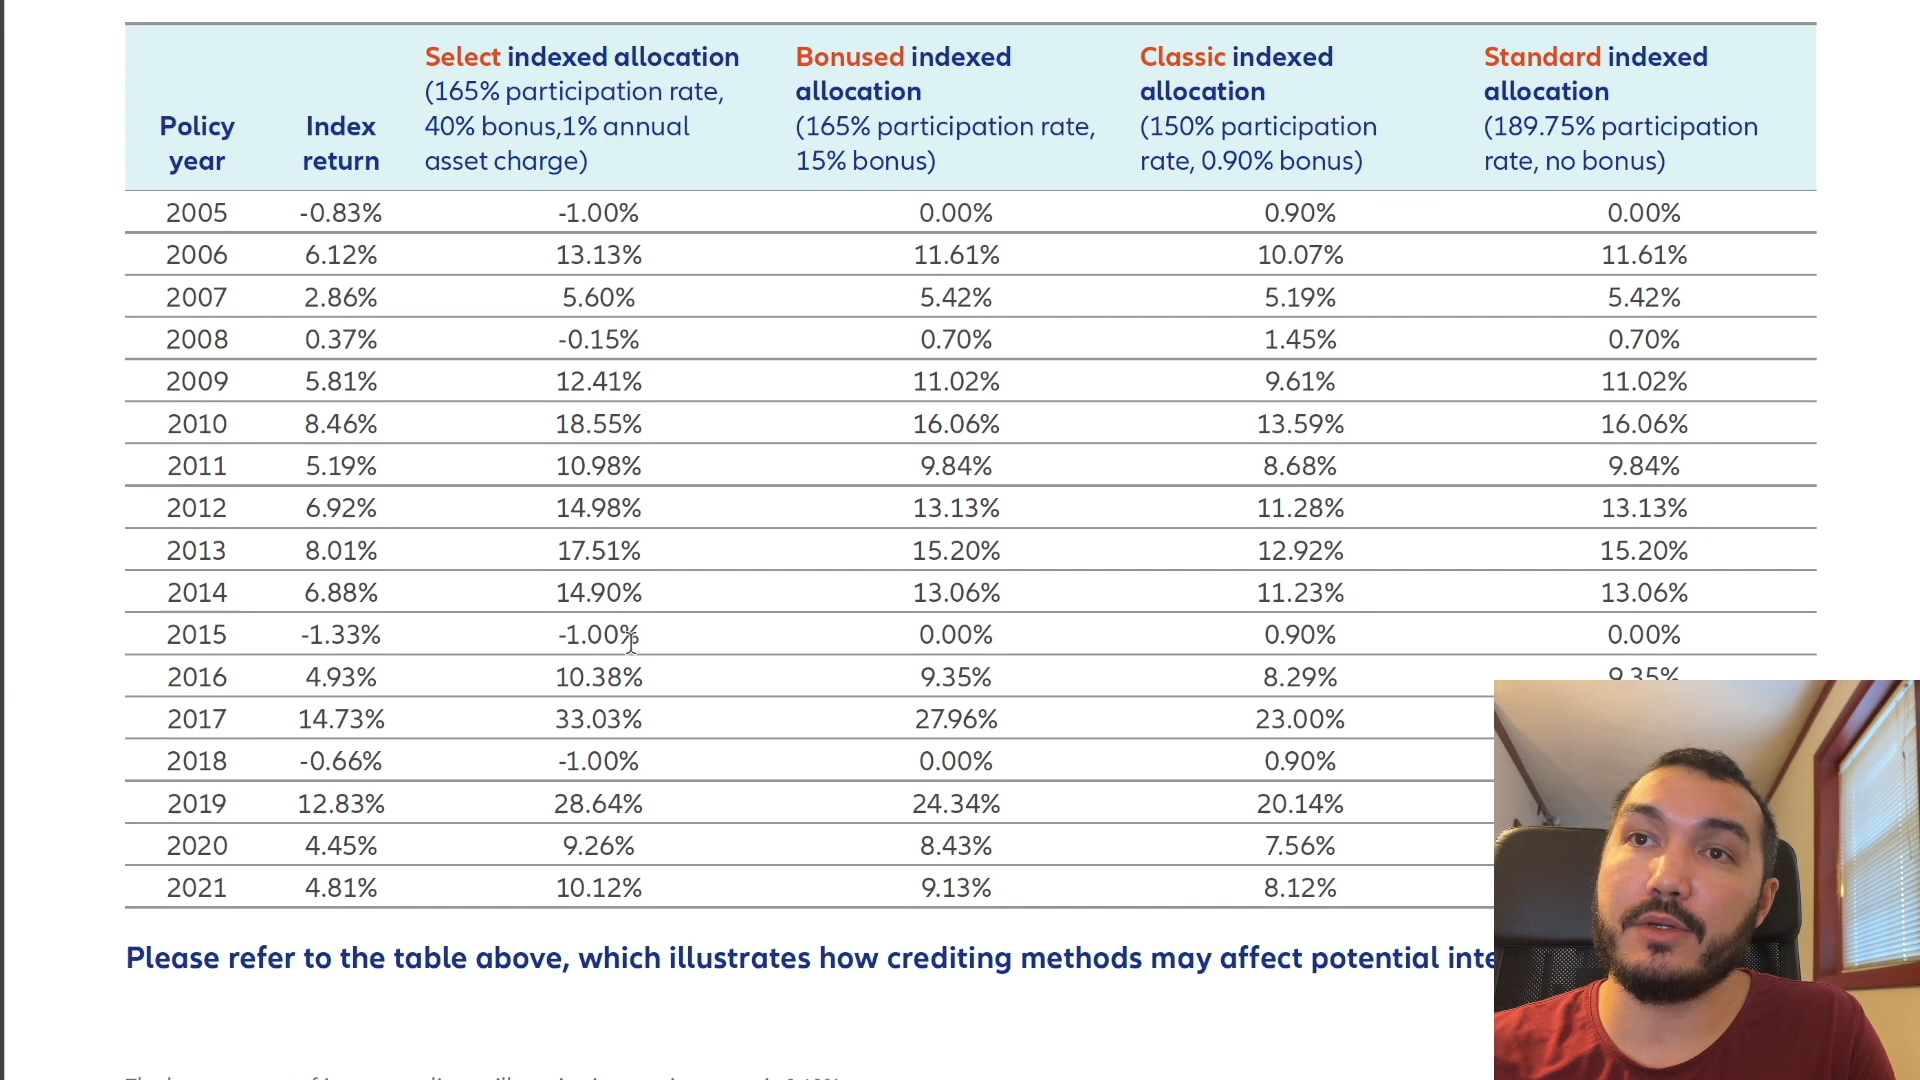 Policy year
Index return
Select indexed allocation
(165% participation rate,
40% bonus,1% annual
asset charge)
Bonused indexed
allocation
(165% participation rate,
15% bonus)
Classic indexed
allocation
(150% participation
rate, 0.90% bonus)
Standard indexed
allocation
(189.75% participation
rate, no bonus)
2005 -0.83% -1.00% 0.00% 0.90% 0.00%
2006 6.12% 13.13% 11.61% 10.07% 11.61%
2007 2.86% 5.60% 5.42% 5.19% 5.42%
2008 0.37% -0.15% 0.70% 1.45% 0.70%
2009 5.81% 12.41% 11.02% 9.61% 11.02%
2010 8.46% 18.55% 16.06% 13.59% 16.06%
2011 5.19% 10.98% 9.84% 8.68% 9.84%
2012 6.92% 14.98% 13.13% 11.28% 13.13%
2013 8.01% 17.51% 15.20% 12.92% 15.20%
2014 6.88% 14.90% 13.06% 11.23% 13.06%
2015 -1.33% -1.00% 0.00% 0.90% 0.00%
2016 4.93% 10.38% 9.35% 8.29% 9.35%
2017 14.73% 33.03% 27.96% 23.00%
2018 -0.66% -1.00% 0.00% 0.90%
2019 12.83% 28.64% 24.34% 20.14%
2020 4.45% 9.26% 8.43% 7.56%
2021 4.81% 10.12% 9.13% 8.12%
Please refer to the table above, which illustrates how crediting methods may affect potential inte